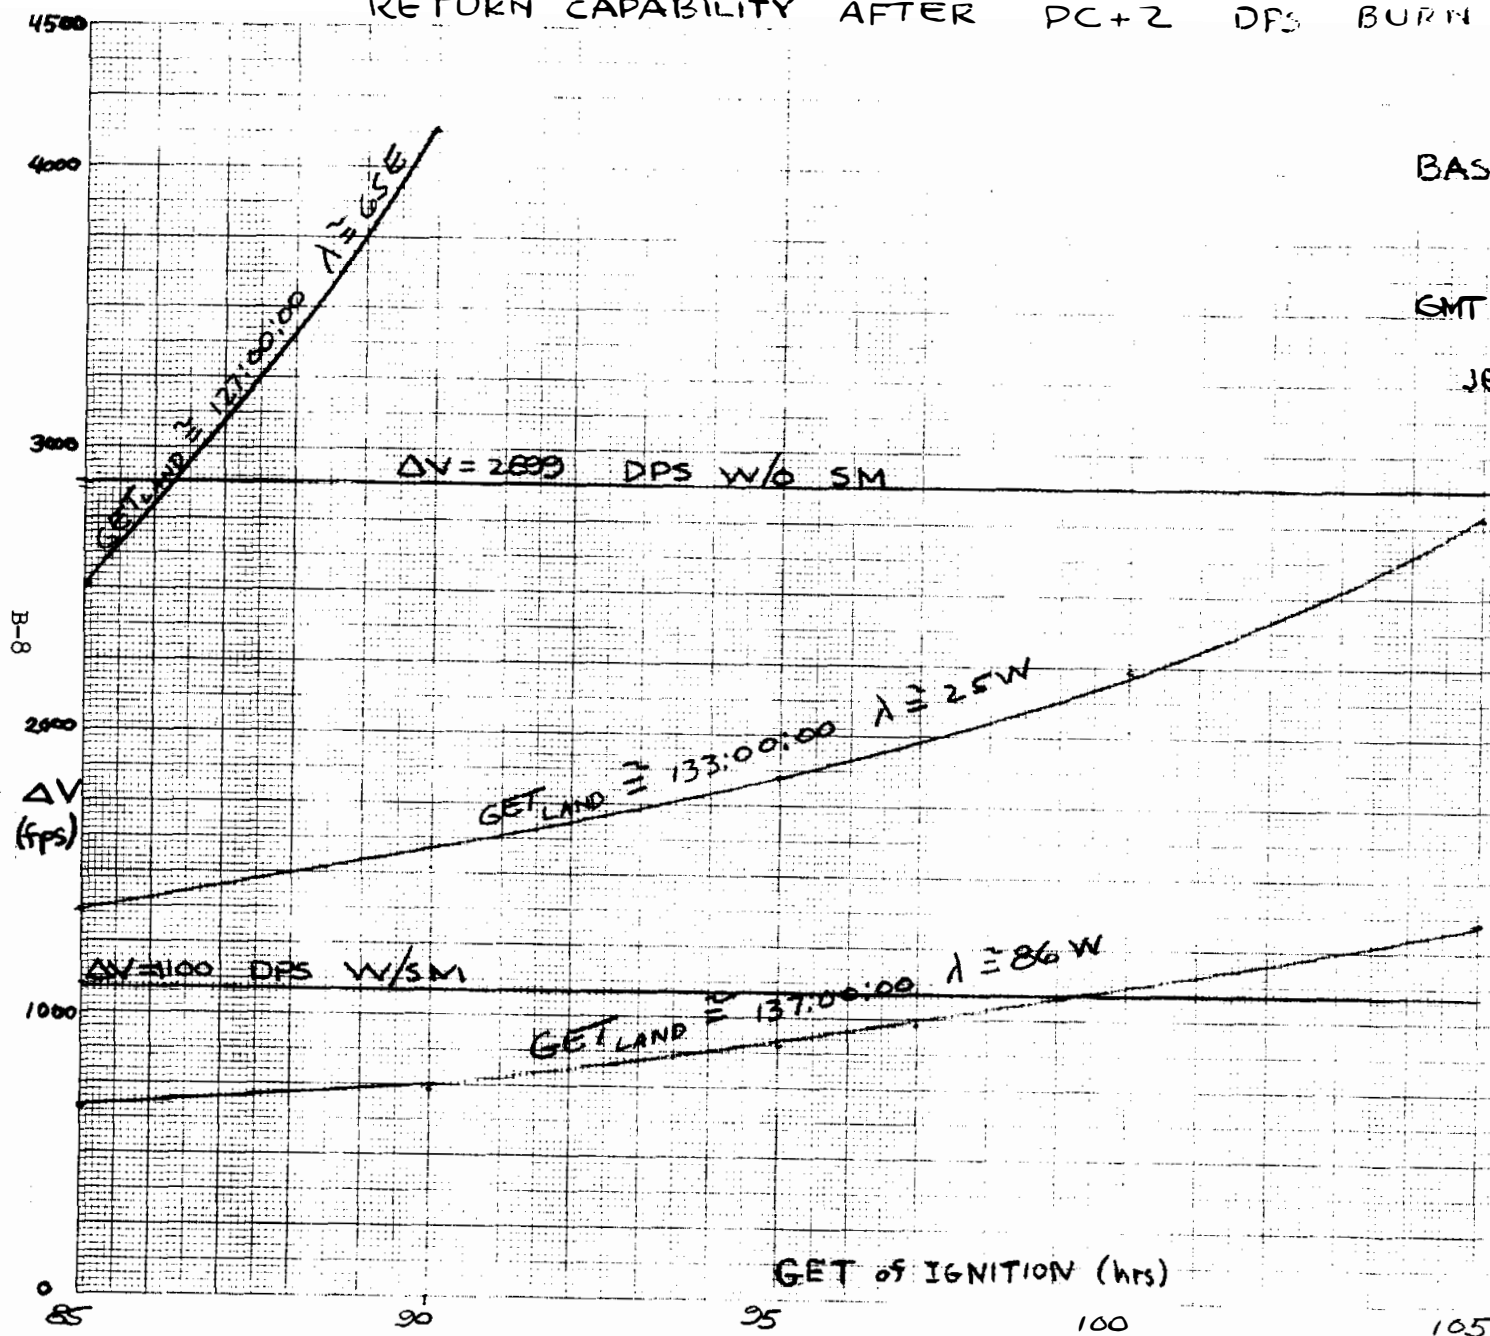 RETURN CAPABILITY AFTER PC+2 DPS BURN
4500
4000
3000
2000
1000
0
ΔV
(fps)
B-8
BAS
GMT
GET LAND ≅ 127:00:00 λ ≅ 65E
ΔV = 2899 DPS W/O SM
GET LAND ≅ 133:00:00 λ ≅ 25W
ΔV=1100 DPS W/SM
GET LAND ≅ 137:00:00 λ ≅ 86W
GET of IGNITION (hrs)
85 90 95 100 105